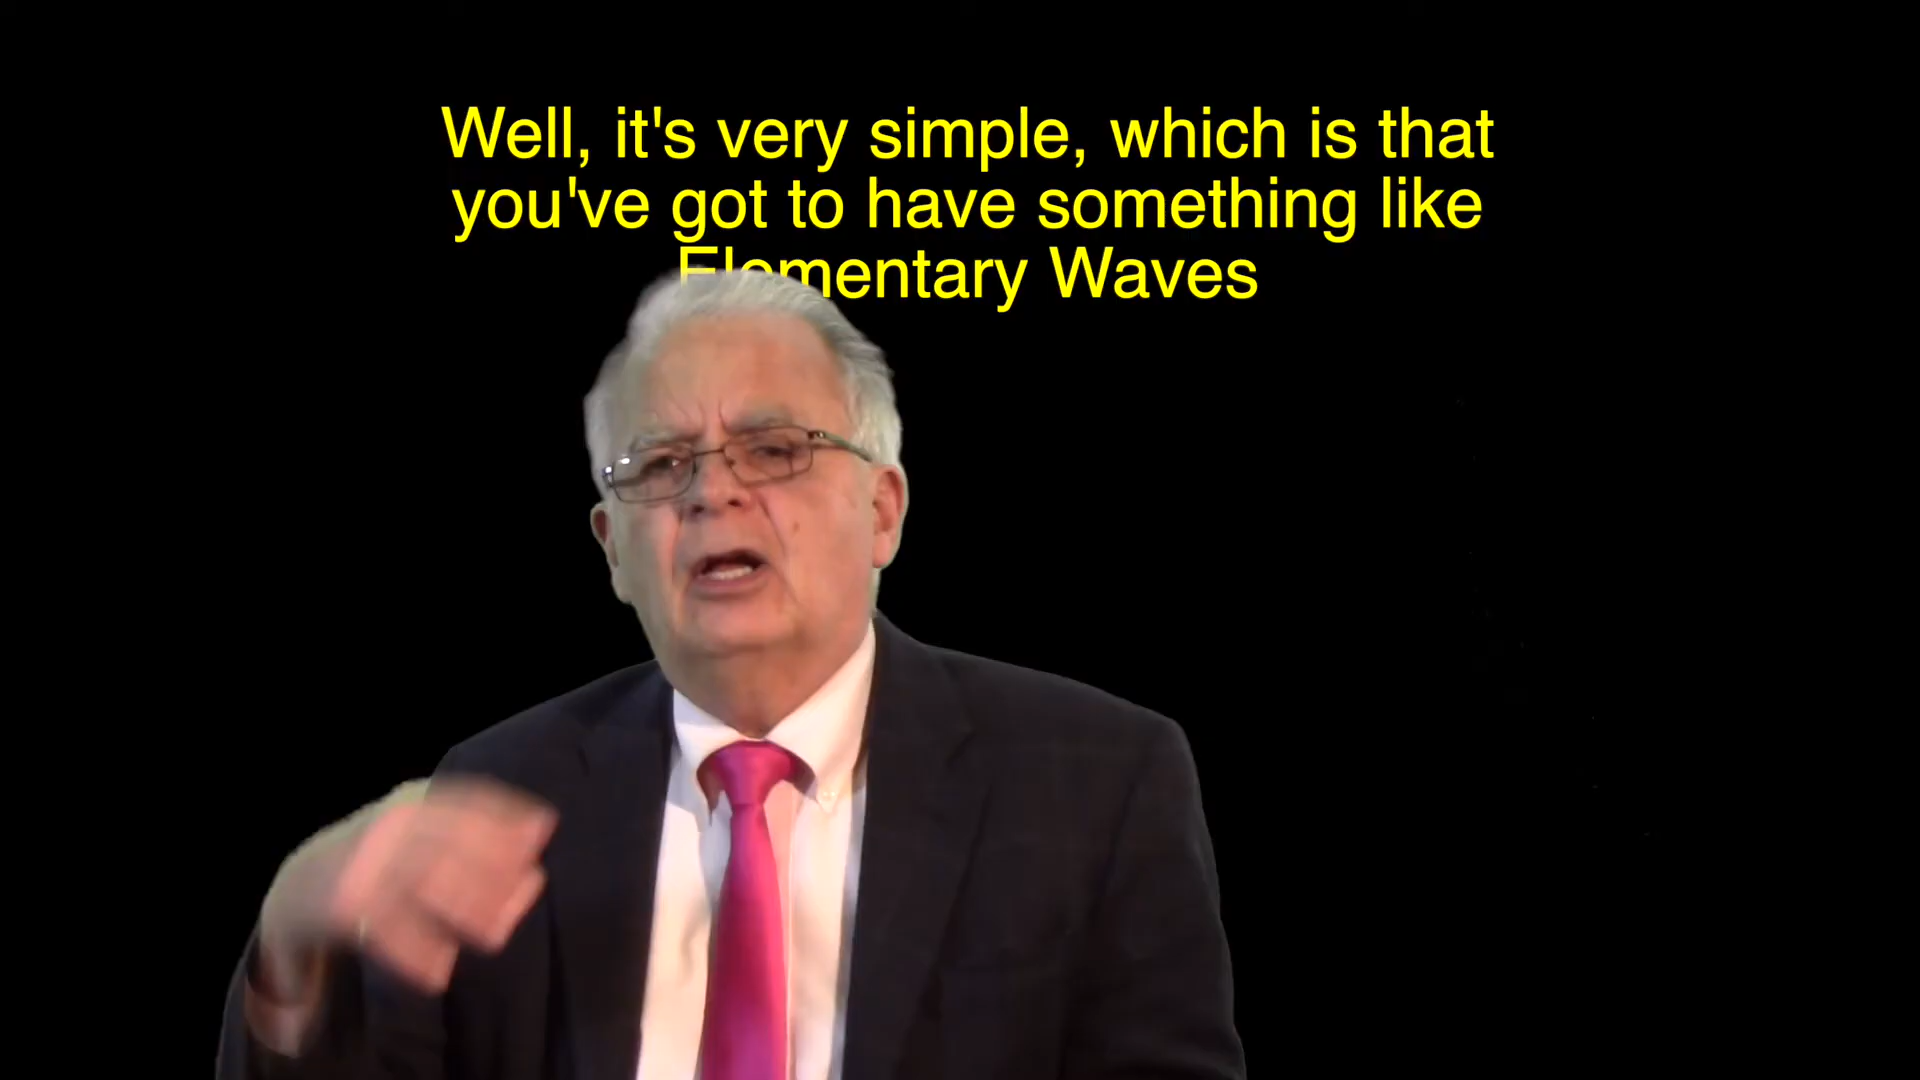 Well, it's very simple, which is that
you've got to have something like
Elementary Waves